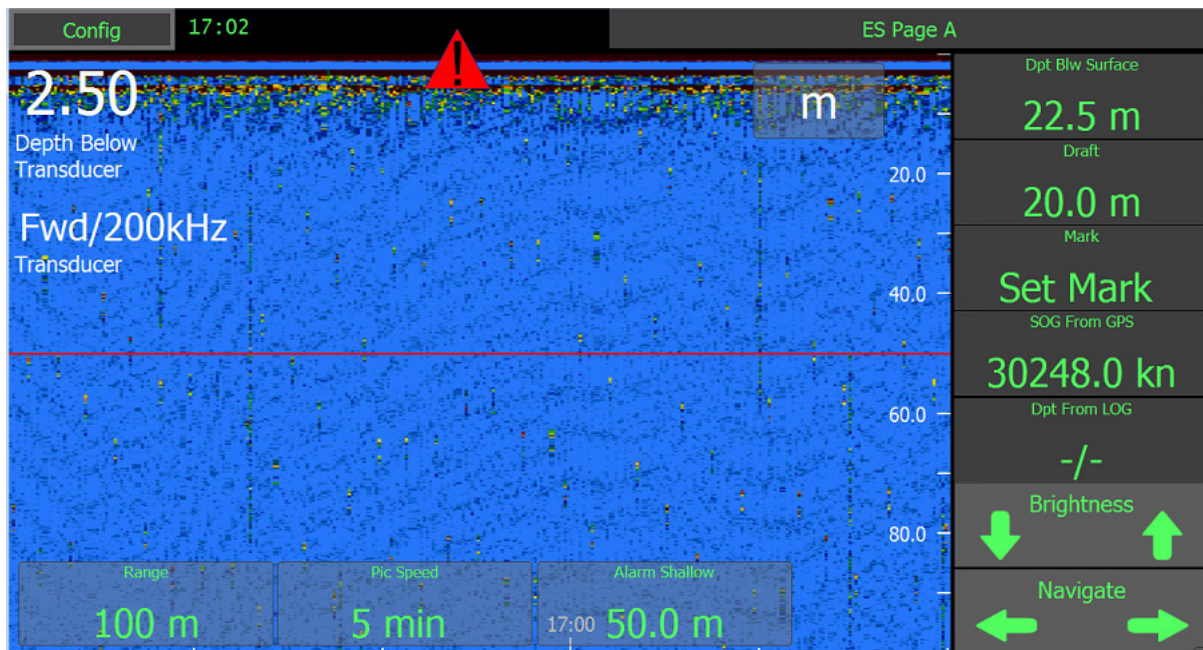 Config
17:02
ES Page A
!
2.50
Depth Below
Transducer
Fwd/200kHz
Transducer
m
20.0
40.0
60.0
80.0
Range
100 m
Pic Speed
5 min
Alarm Shallow
17:00 50.0 m
Dpt Blw Surface
22.5 m
Draft
20.0 m
Mark
Set Mark
SOG From GPS
30248.0 kn
Dpt From LOG
-/-
Brightness
Navigate